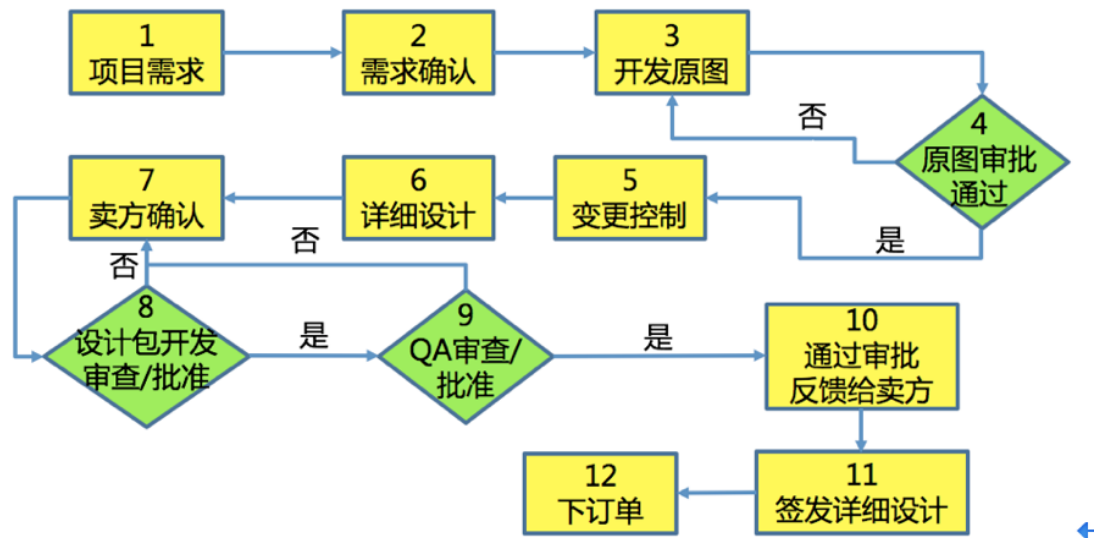 1
项目需求
2
需求确认
3
开发原图
4
原图审批
通过
否
是
5
变更控制
6
详细设计
7
卖方确认
否
否
8
设计包开发
审查/批准
是
9
QA审查/
批准
是
10
通过审批
反馈给卖方
11
签发详细设计
12
下订单